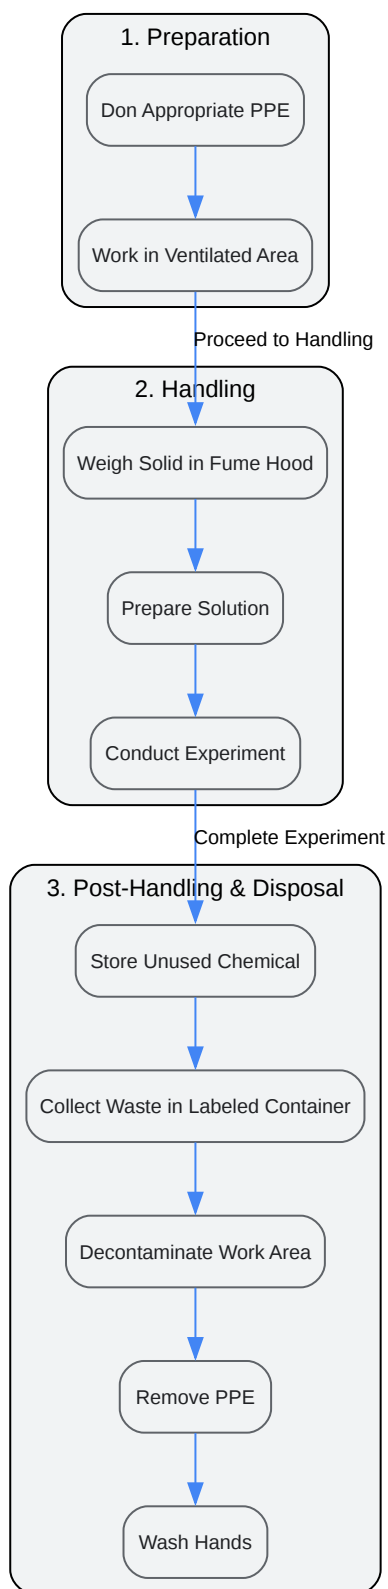 1. Preparation
Don Appropriate PPE
Work in Ventilated Area
Proceed to Handling
2. Handling
Weigh Solid in Fume Hood
Prepare Solution
Conduct Experiment
Complete Experiment
3. Post-Handling & Disposal
Store Unused Chemical
Collect Waste in Labeled Container
Decontaminate Work Area
Remove PPE
Wash Hands